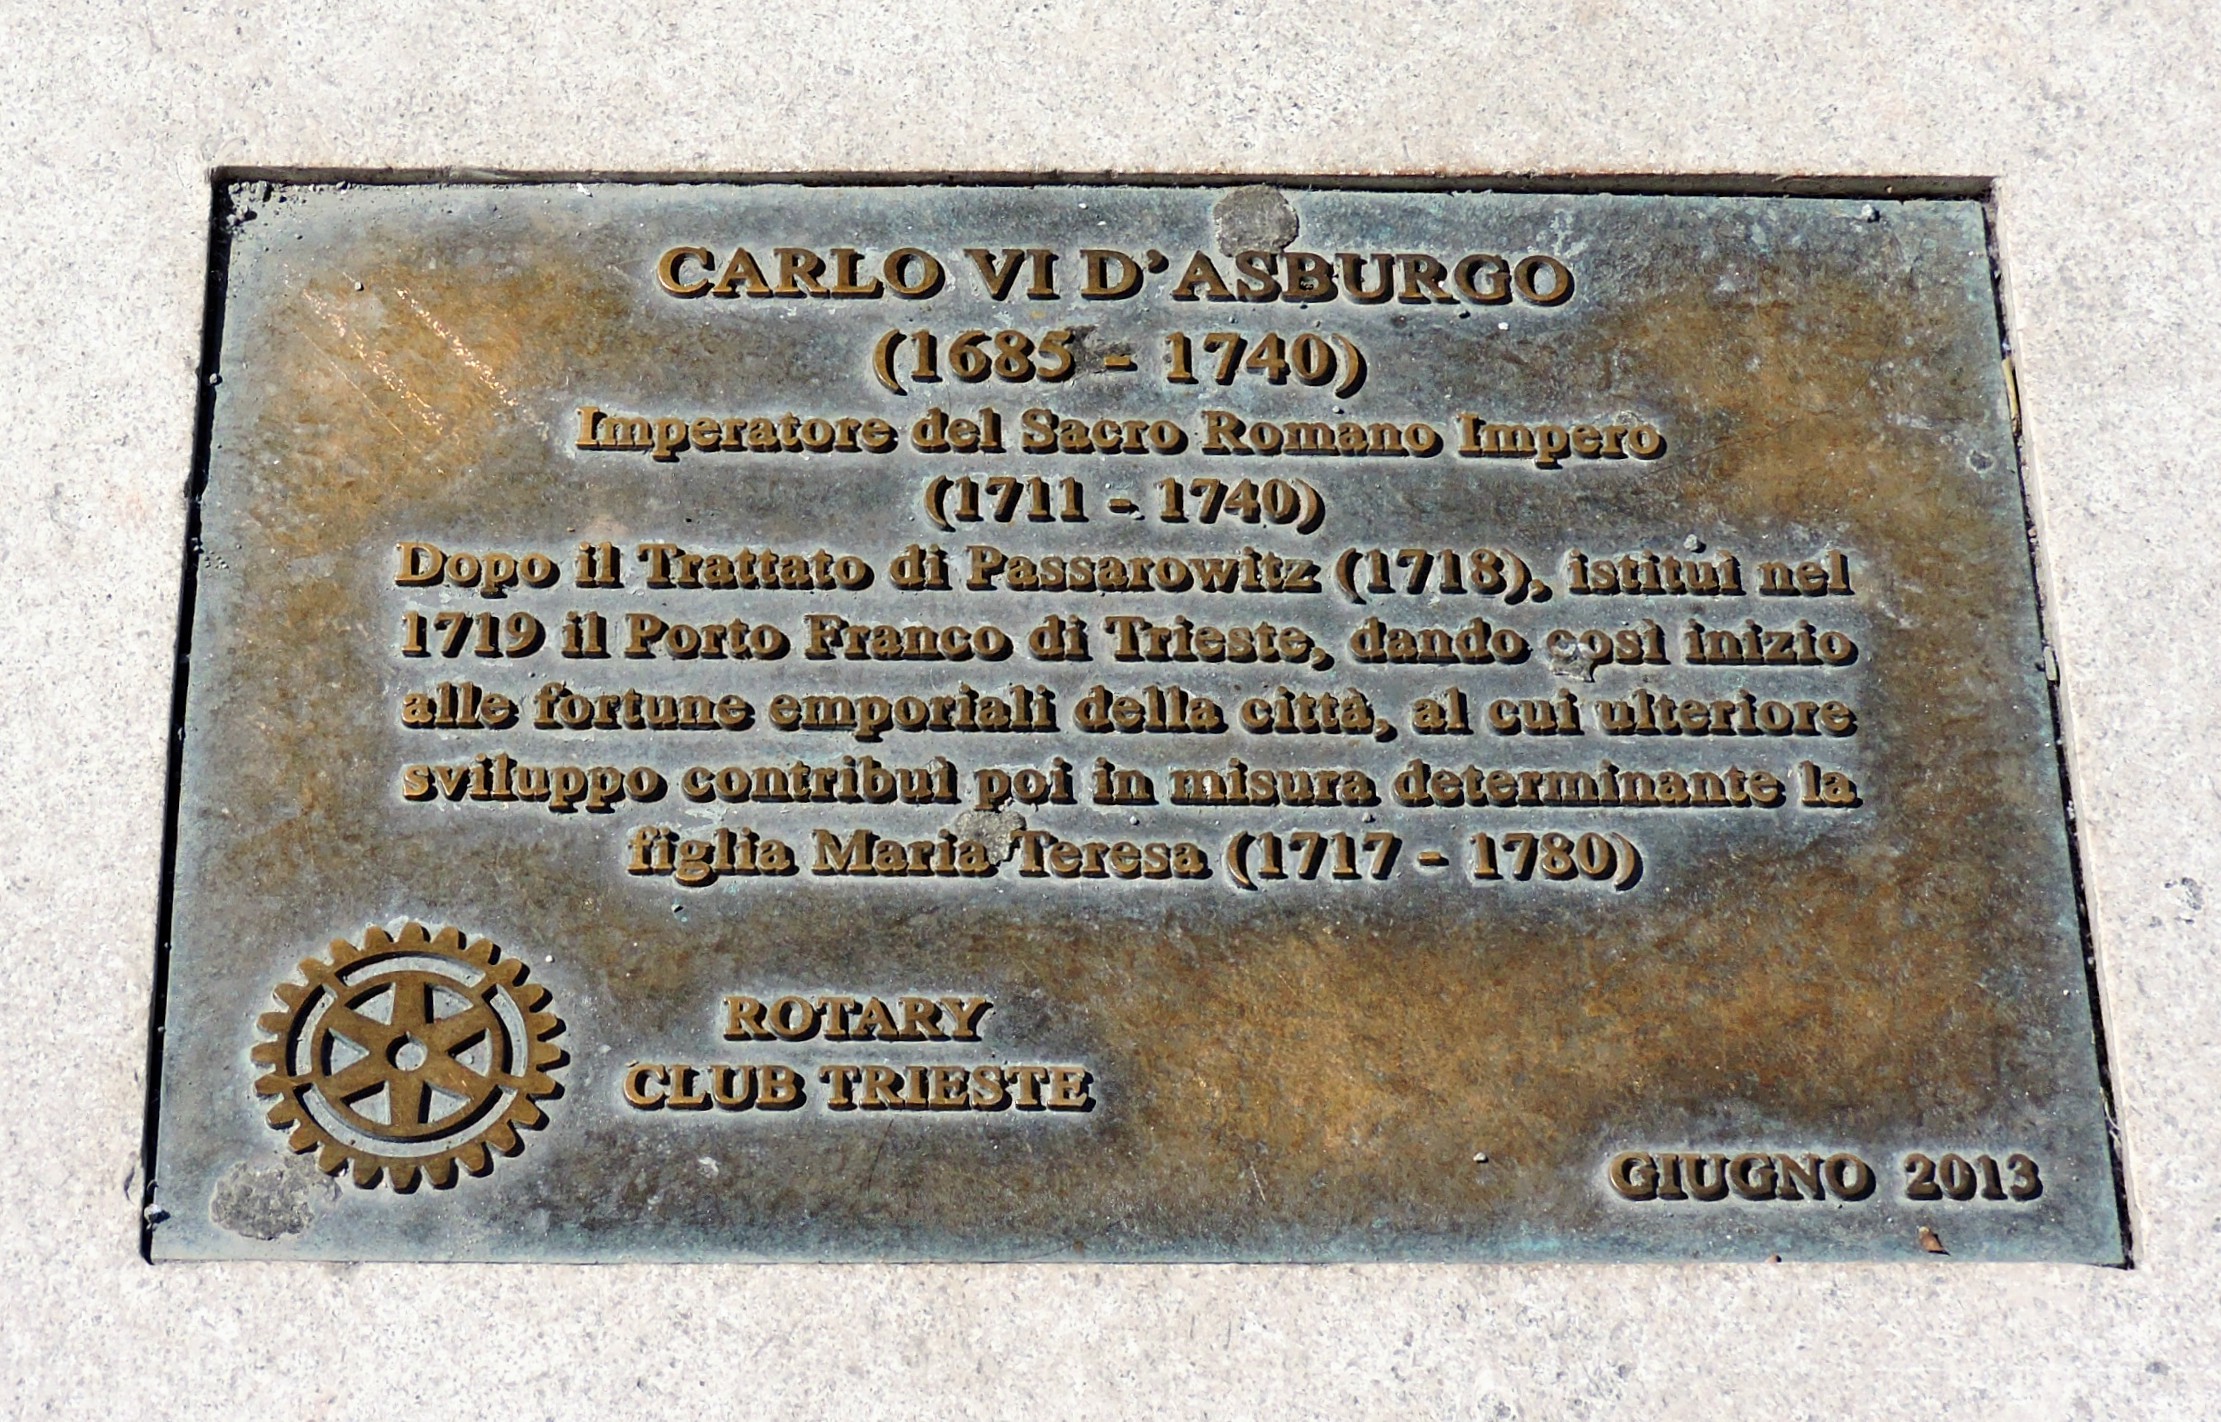 CARLO VI D'ASBURGO
(1685 - 1740)
Imperatore del Sacro Romano Impero
(1711 - 1740)
Dopo il Trattato di Passarowitz (1718), istituì nel
1719 il Porto Franco di Trieste, dando così inizio
alle fortune emporiali della città, al cui ulteriore
sviluppo contribuì poi in misura determinante la
figlia Maria Teresa (1717 - 1780)
ROTARY
CLUB TRIESTE
GIUGNO 2013